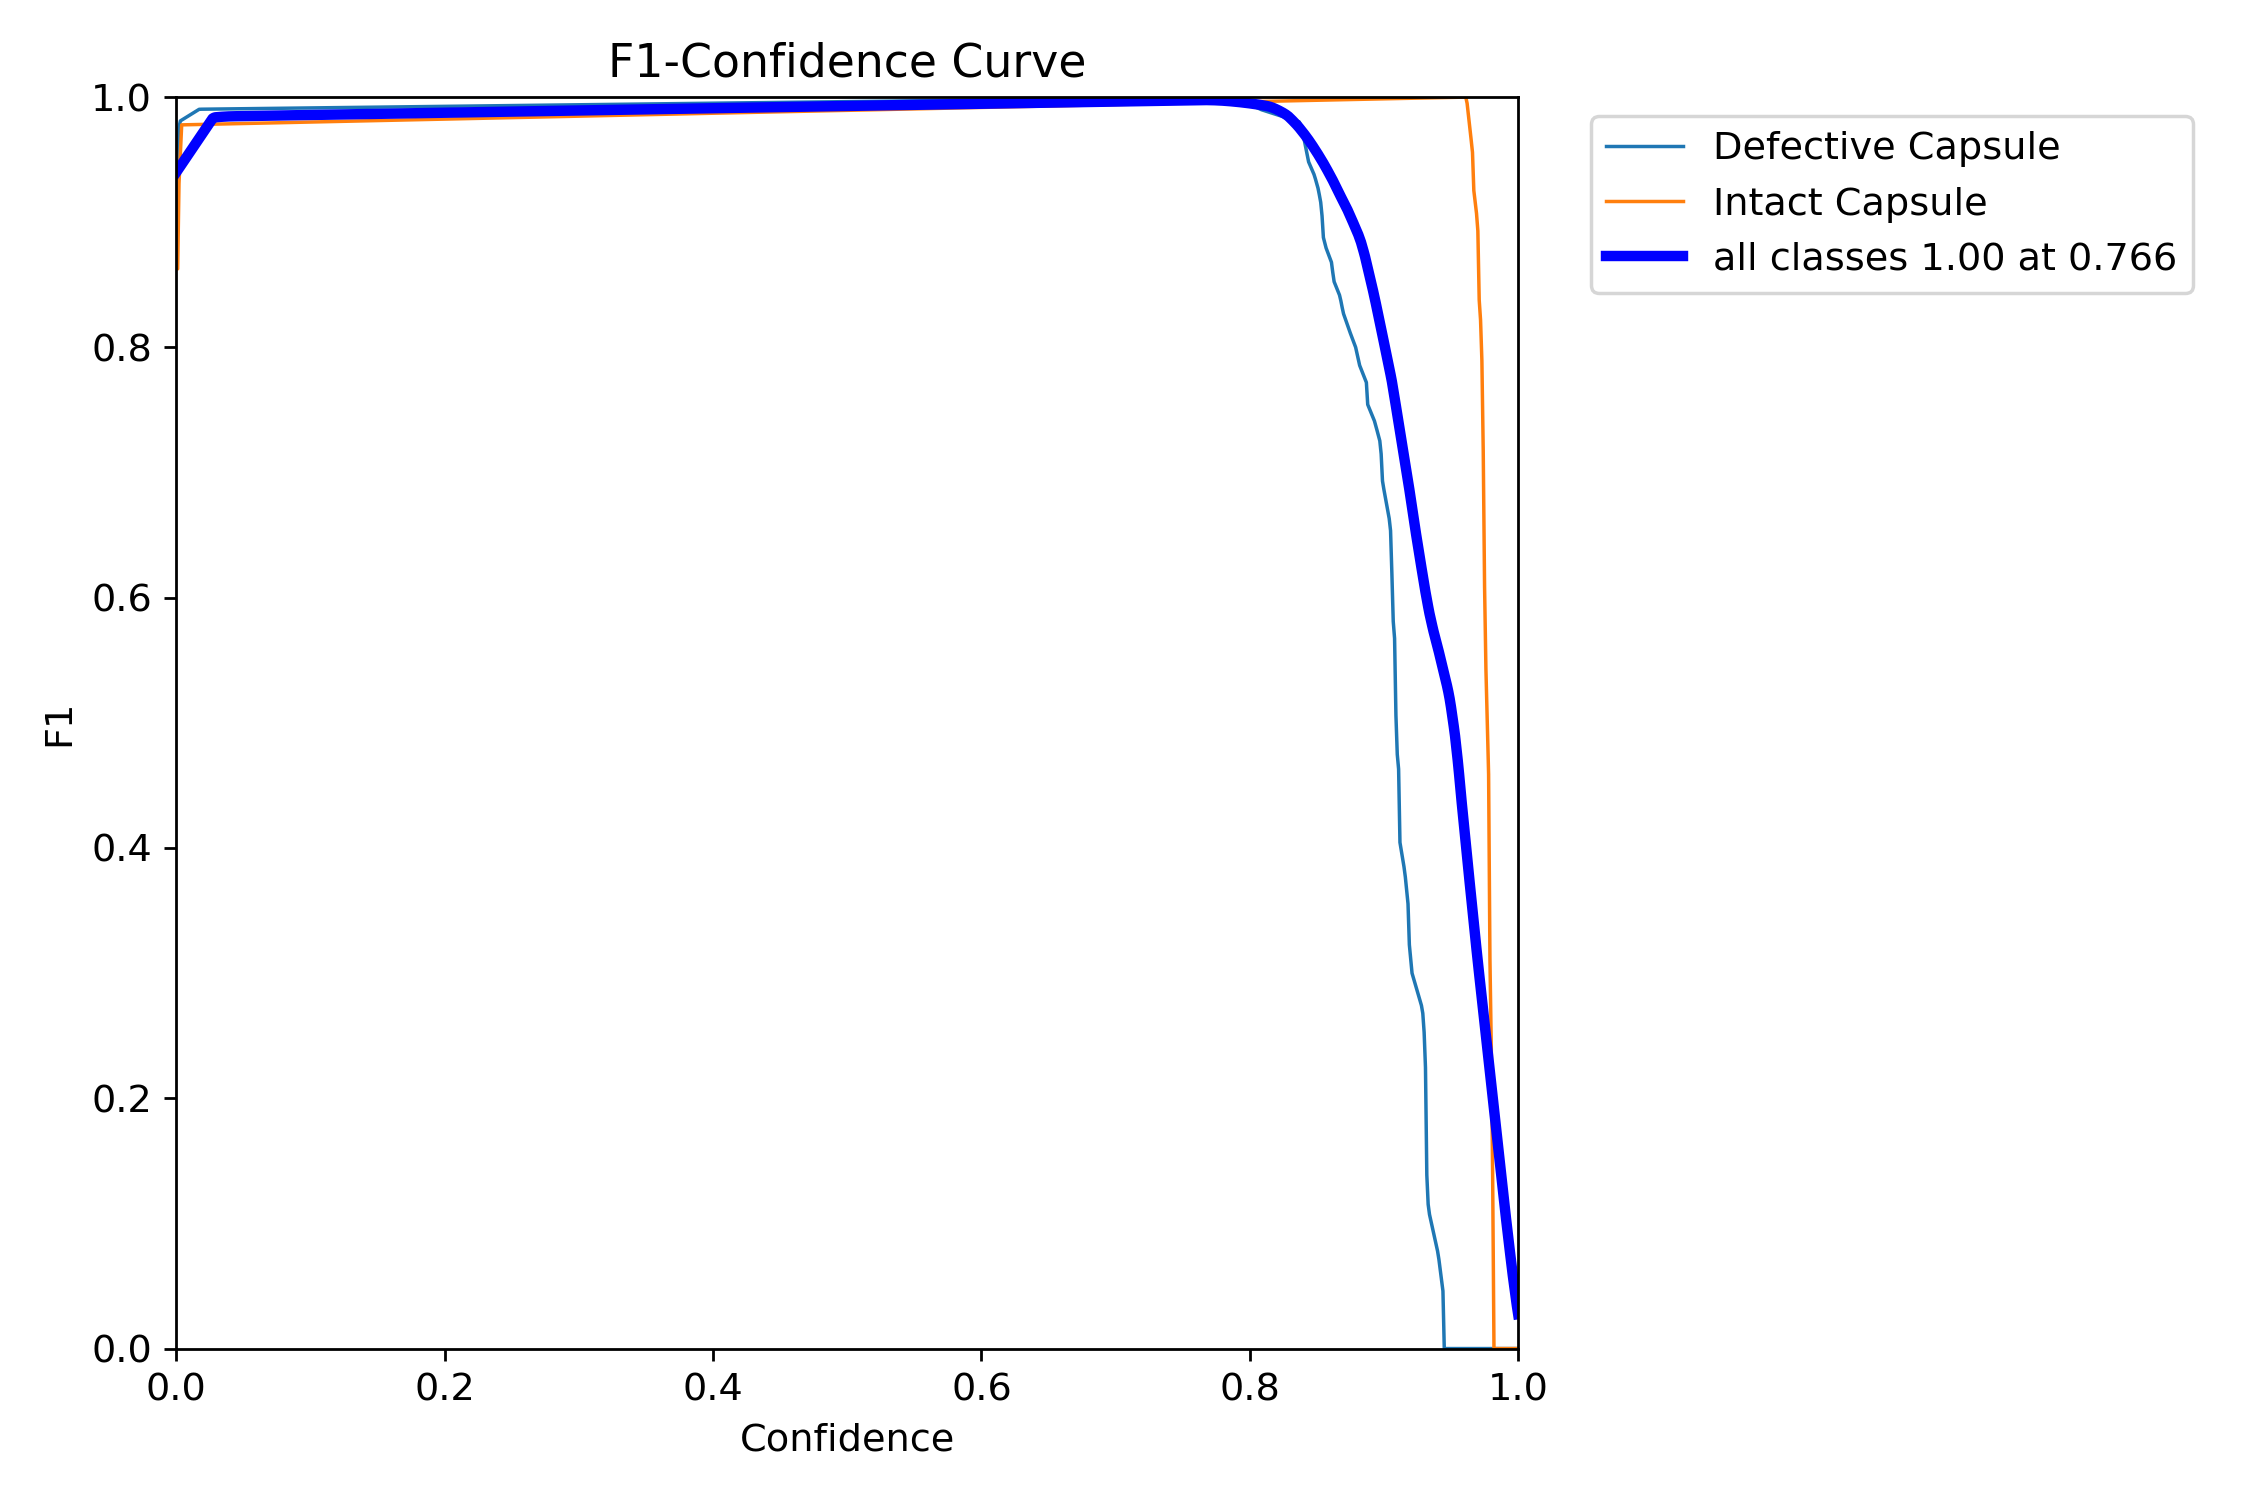 F1-Confidence Curve
1.0
0.8
0.6
0.4
0.2
0.0
F1
0.0 0.2 0.4 0.6 0.8 1.0
Confidence
Defective Capsule
Intact Capsule
all classes 1.00 at 0.766